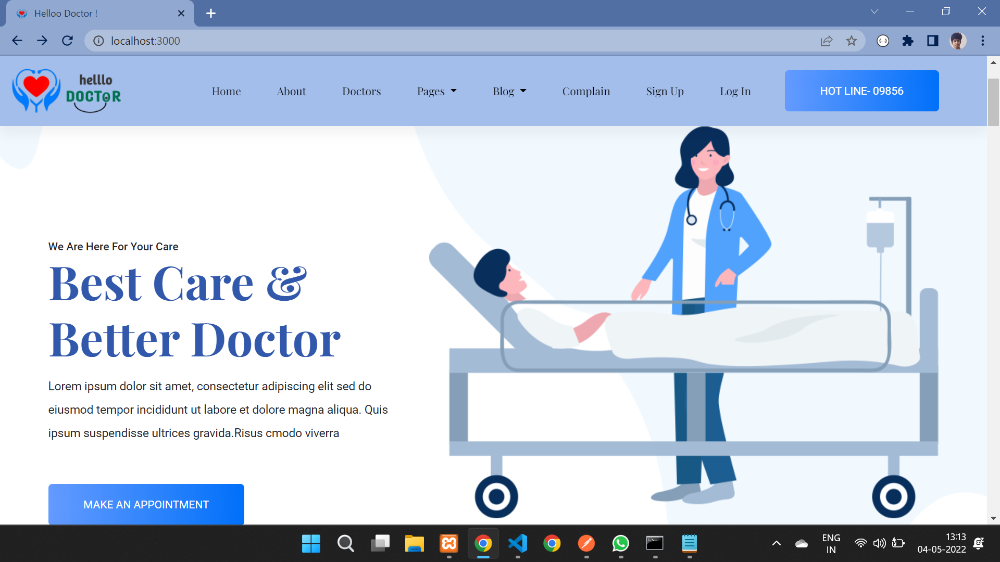 Helloo Doctor !
localhost:3000
helllo
DOCToR
Home
About
Doctors
Pages
Blog
Complain
Sign Up
Log In
HOT LINE- 09856
We Are Here For Your Care
Best Care &
Better Doctor
Lorem ipsum dolor sit amet, consectetur adipiscing elit sed do
eiusmod tempor incididunt ut labore et dolore magna aliqua. Quis
ipsum suspendisse ultrices gravida.Risus cmodo viverra
MAKE AN APPOINTMENT
ENG
IN
13:13
04-05-2022